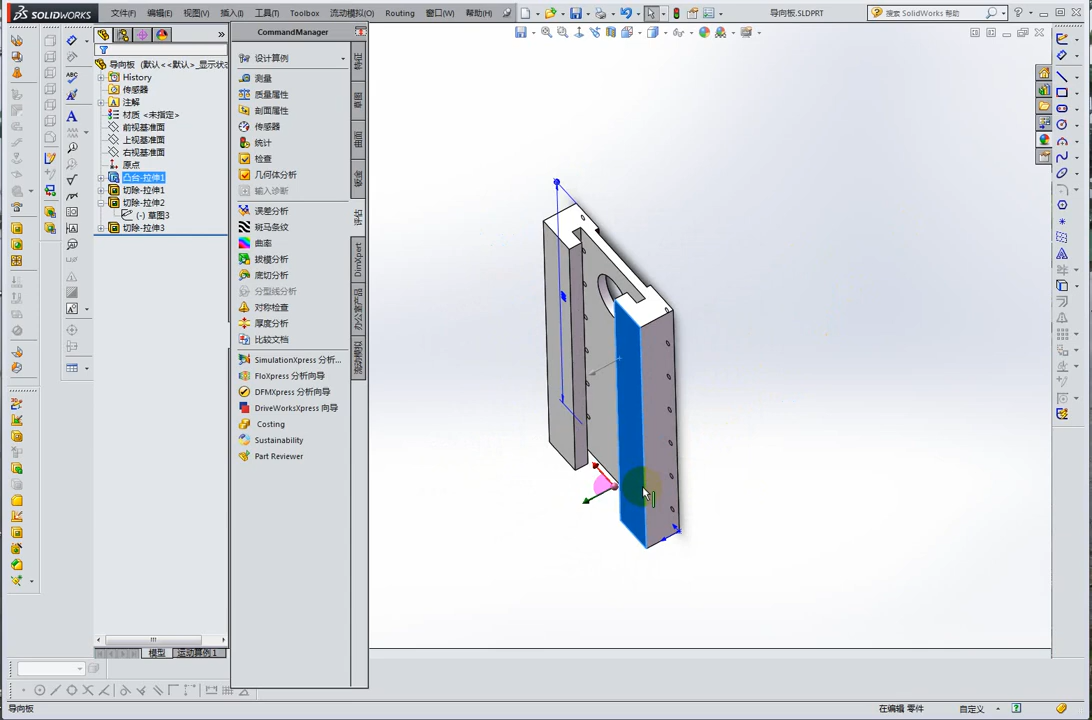 SOLIDWORKS 文件(F) 编辑(E) 视图(V) 插入(I) 工具(T) Toolbox 流动模拟(O) Routing 窗口(W) 帮助(H) 导向板.SLDPRT 搜索 SolidWorks 帮助
CommandManager
导向板 (默认<<默认>_显示状态
History
传感器
注解
材质 <未指定>
前视基准面
上视基准面
右视基准面
原点
凸台-拉伸1
切除-拉伸1
切除-拉伸2
(-) 草图3
切除-拉伸3
设计算例
测量
质量属性
剖面属性
传感器
统计
检查
几何体分析
输入诊断
误差分析
斑马条纹
曲率
拔模分析
底切分析
分型线分析
对称检查
厚度分析
比较文档
SimulationXpress 分析...
FloXpress 分析向导
DFMXpress 分析向导
DriveWorksXpress 向导
Costing
Sustainability
Part Reviewer
特征
草图
曲面
钣金
评估
DimXpert
办公室产品
流动模拟
模型 运动算例 1
导向板 在编辑 零件 自定义